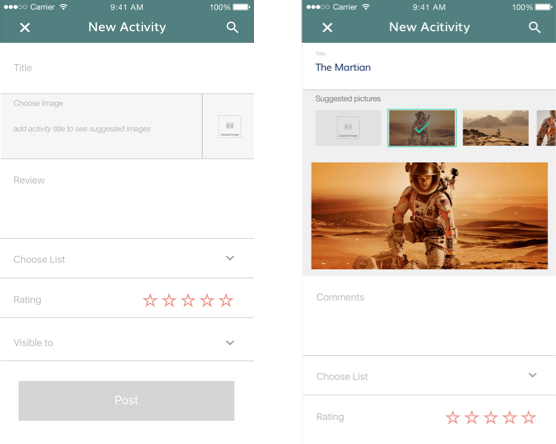 Carrier 9:41 AM 100%
New Activity
Title
Choose Image
add activity title to see suggested images
Upload Image
Review
Choose List
Rating
Visible to
Post
Carrier 9:41 AM 100%
New Acitivity
Title
The Martian
Suggested pictures
Upload Image
Comments
Choose List
Rating